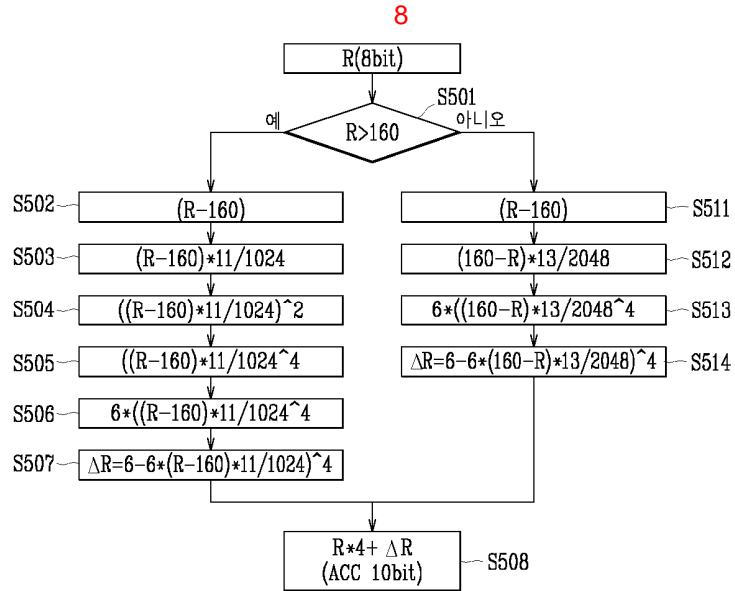 8
R(8bit)
S501
예
R>160
아니오
S502
(R-160)
(R-160)
S511
S503
(R-160)*11/1024
(160-R)*13/2048
S512
S504
((R-160)*11/1024)^2
6*((160-R)*13/2048^4
S513
S505
((R-160)*11/1024^4
ΔR=6-6*(160-R)*13/2048)^4
S514
S506
6*((R-160)*11/1024^4
S507
ΔR=6-6*(R-160)*11/1024)^4
R*4+ ΔR
(ACC 10bit)
S508